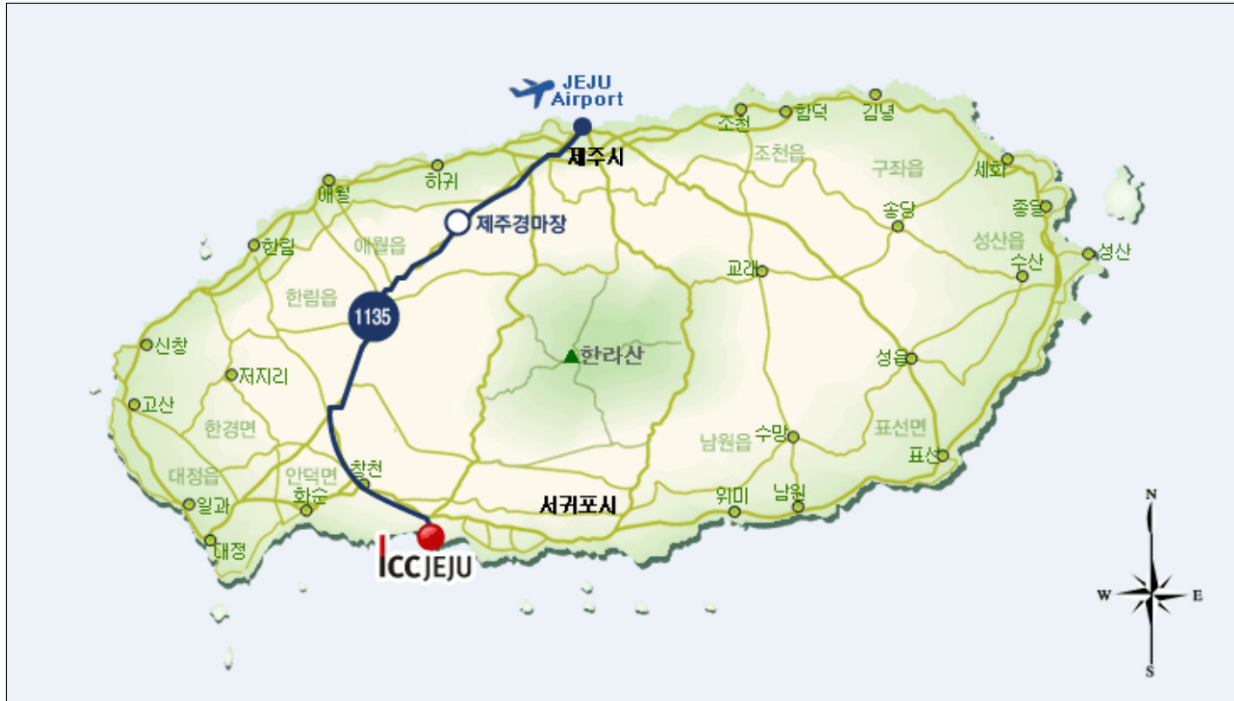 JEJU
Airport
제주시
조천
함덕
김녕
조천읍
구좌읍
세화
하귀
애월
종달
송당
제주경마장
성산읍
성산
한림
애월읍
수산
교래
한림읍
1135
신창
한라산
성읍
저지리
고산
한경면
남원읍
수망
표선면
표선
대정읍
안덕면
창천
일과
화순
서귀포시
위미
남원
대정
ICCJEJU
N
W
E
S